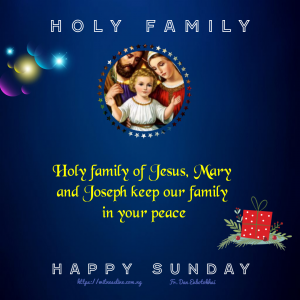 HOLY FAMILY
Holy family of Jesus, Mary
and Joseph keep our family
in your peace
HAPPY SUNDAY